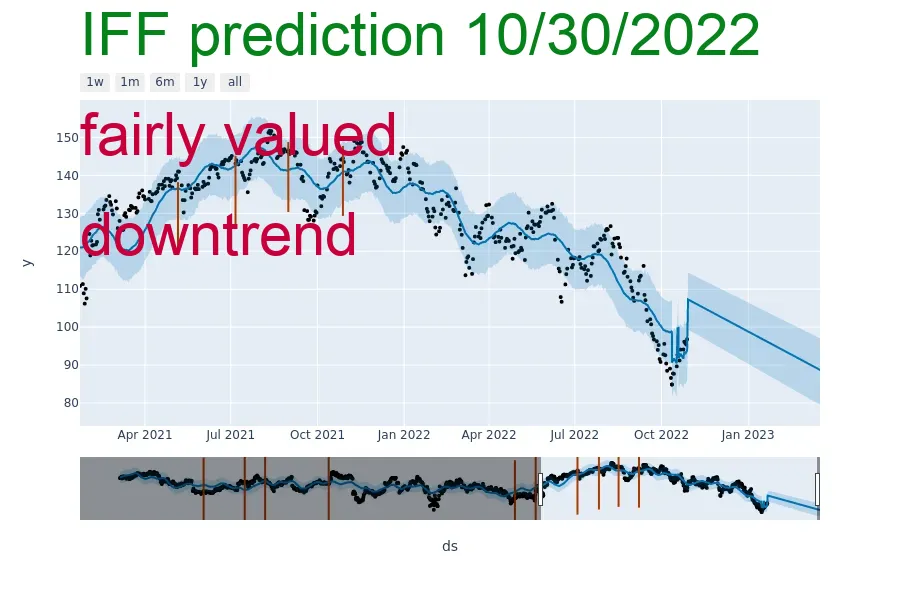 IFF prediction 10/30/2022
1w 1m 6m 1y all
fairly valued
downtrend
150
140
130
120
110
100
90
80
y
Apr 2021 Jul 2021 Oct 2021 Jan 2022 Apr 2022 Jul 2022 Oct 2022 Jan 2023
ds